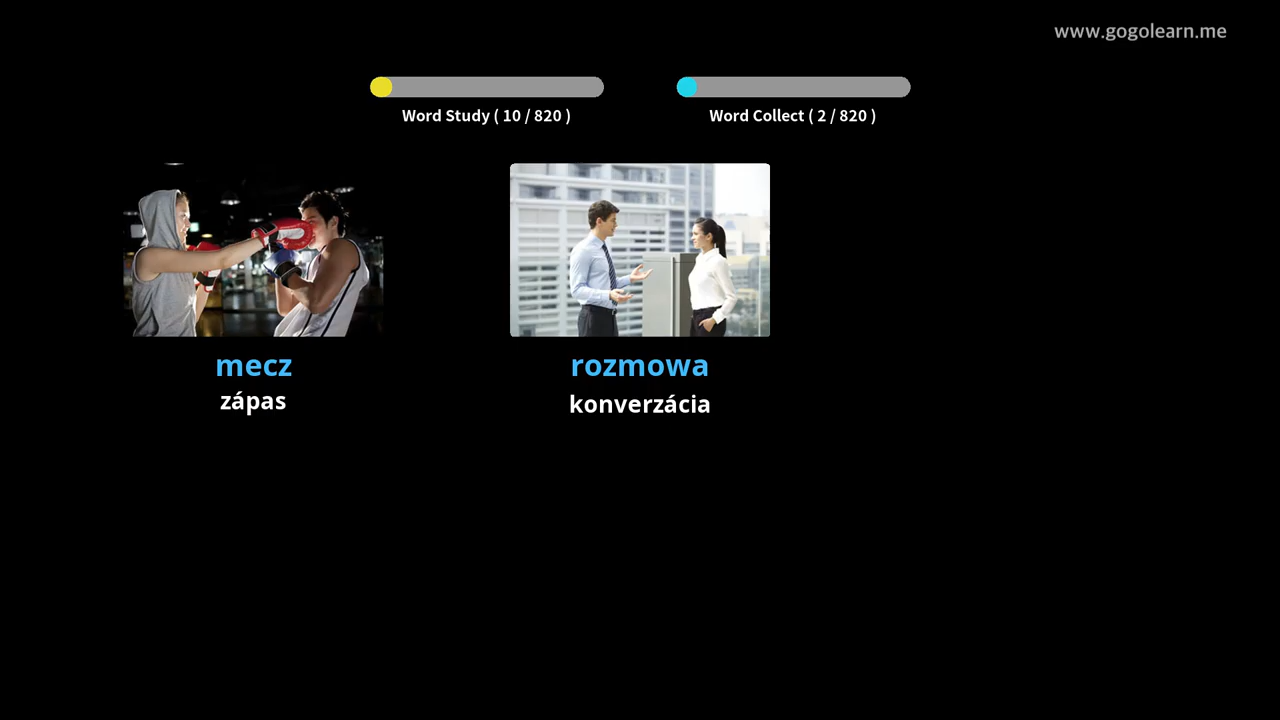 www.gogolearn.me
Word Study ( 10 / 820 )
Word Collect ( 2 / 820 )
mecz
zápas
rozmowa
konverzácia